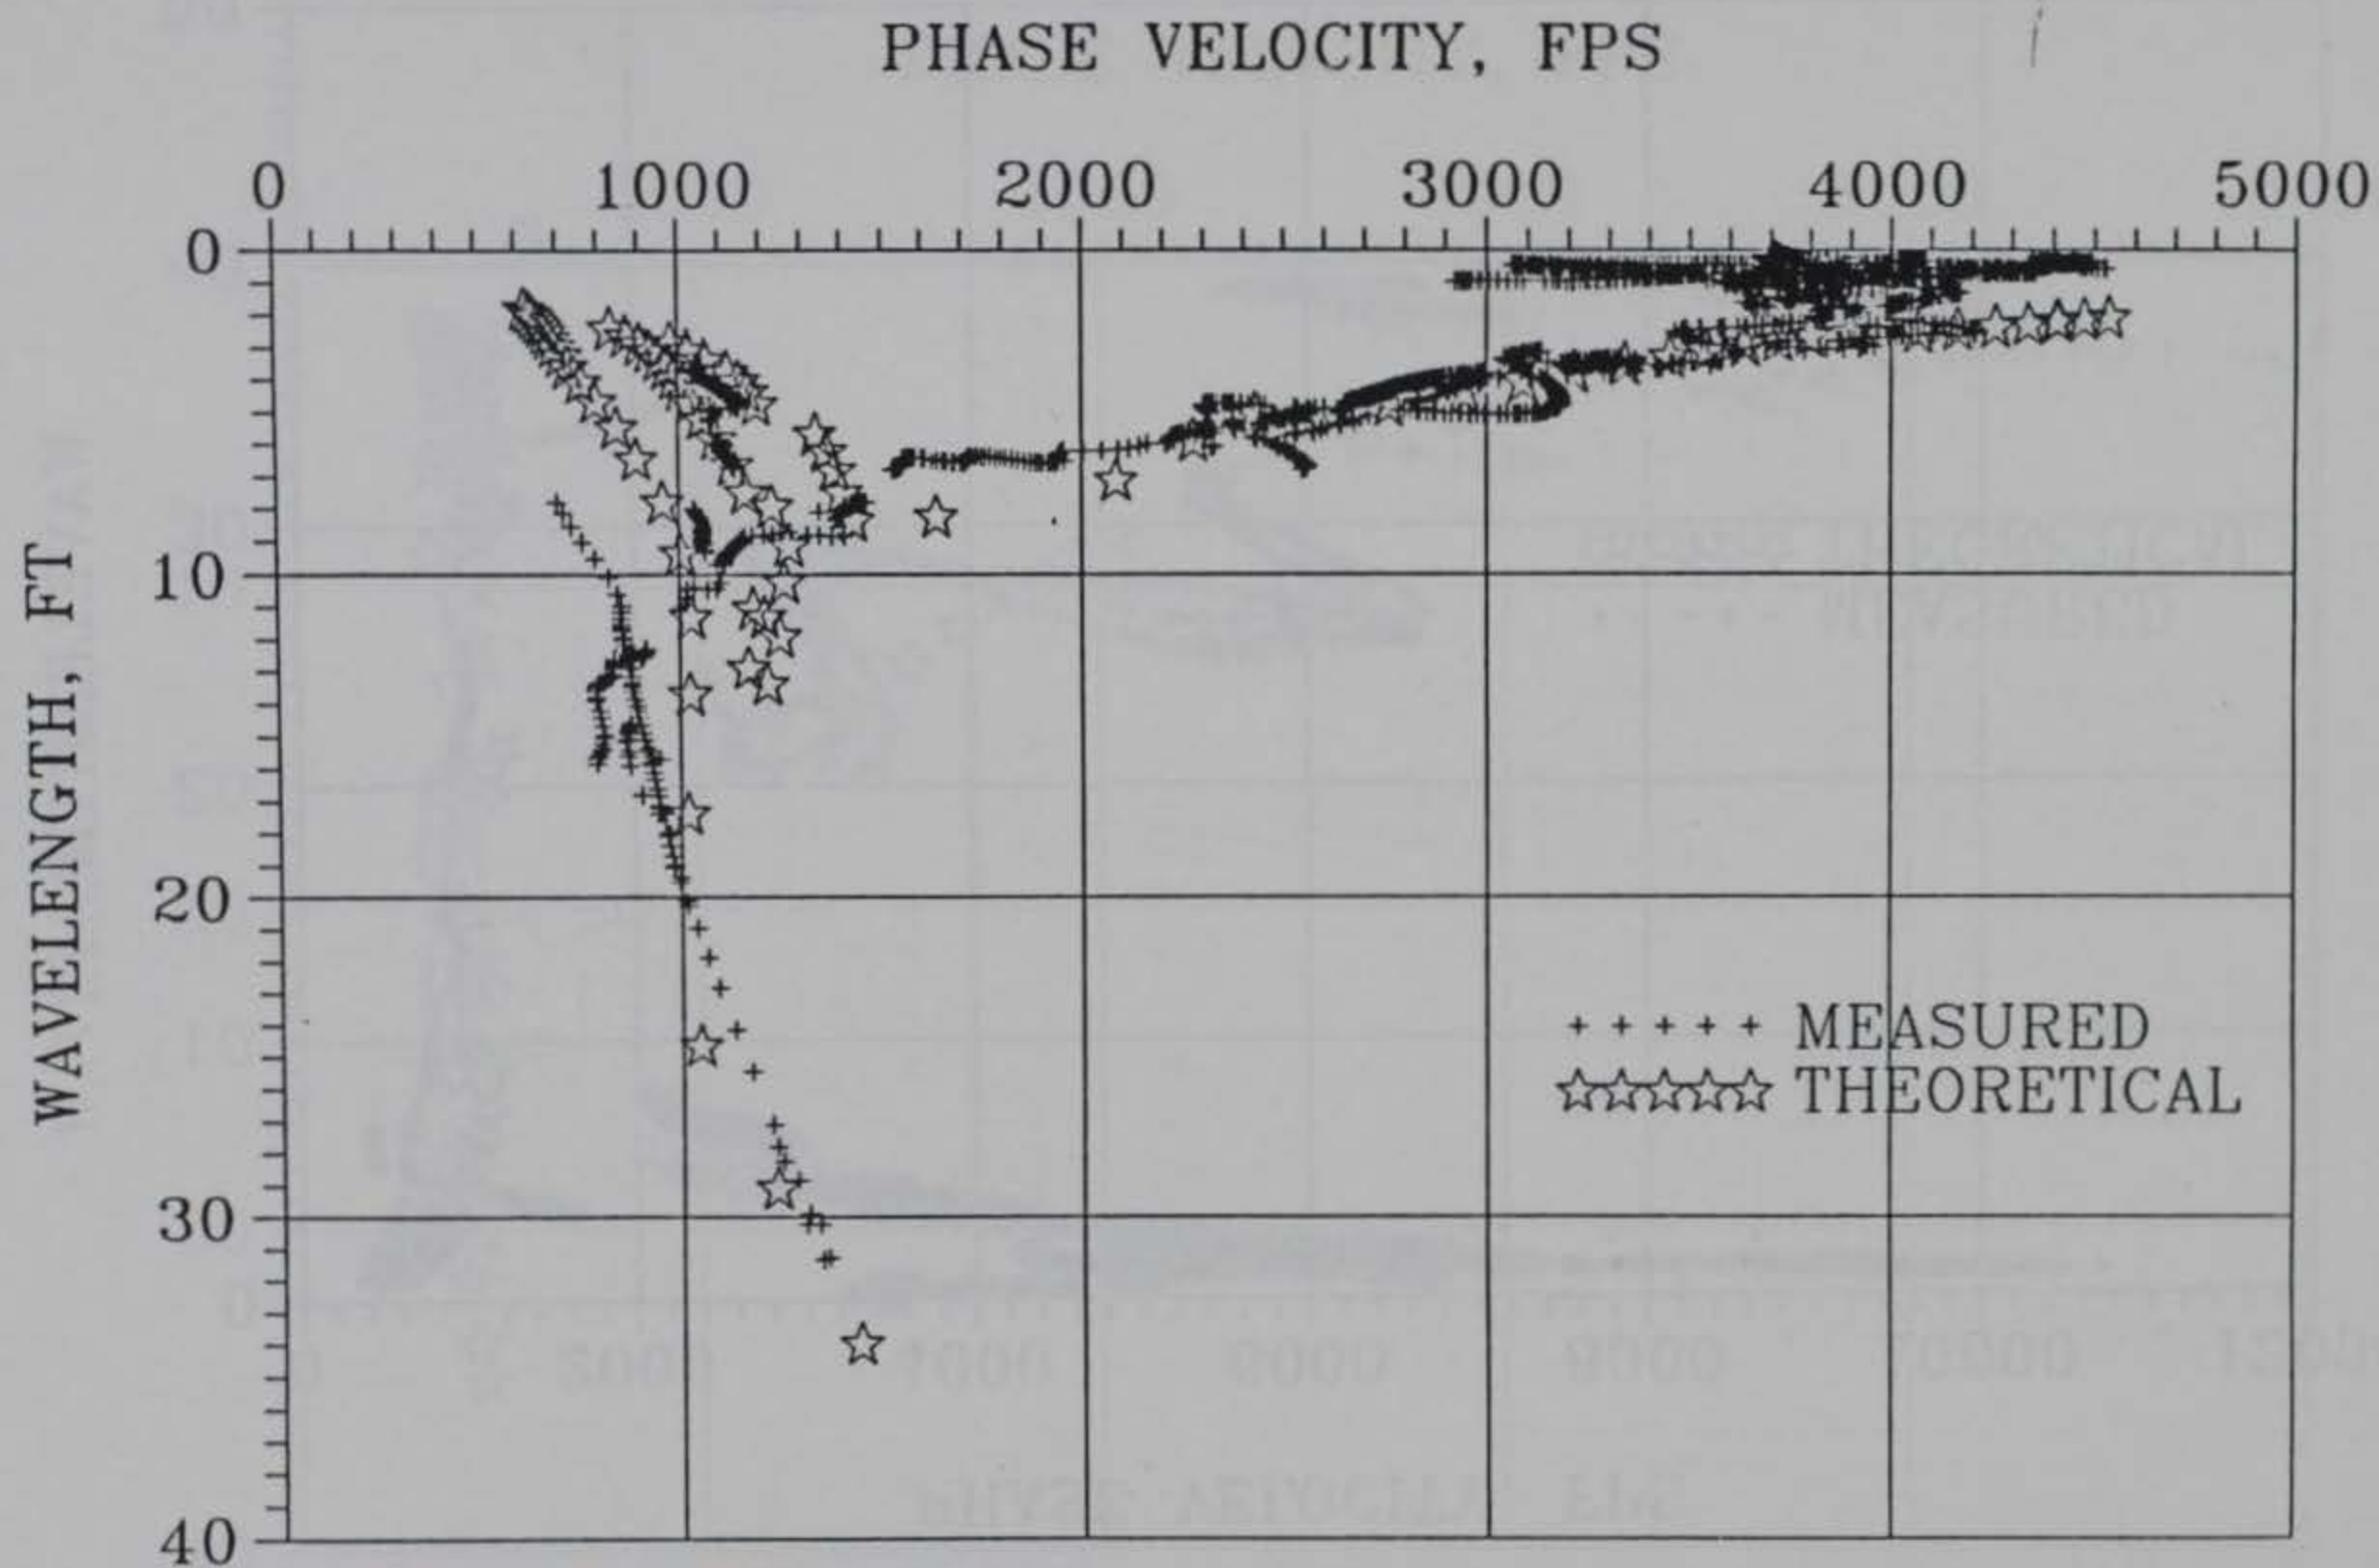 PHASE VELOCITY, FPS
0 1000 2000 3000 4000 5000
0
10
20
30
40
WAVELENGTH, FT
+ + + + + MEASURED
☆☆☆☆☆ THEORETICAL